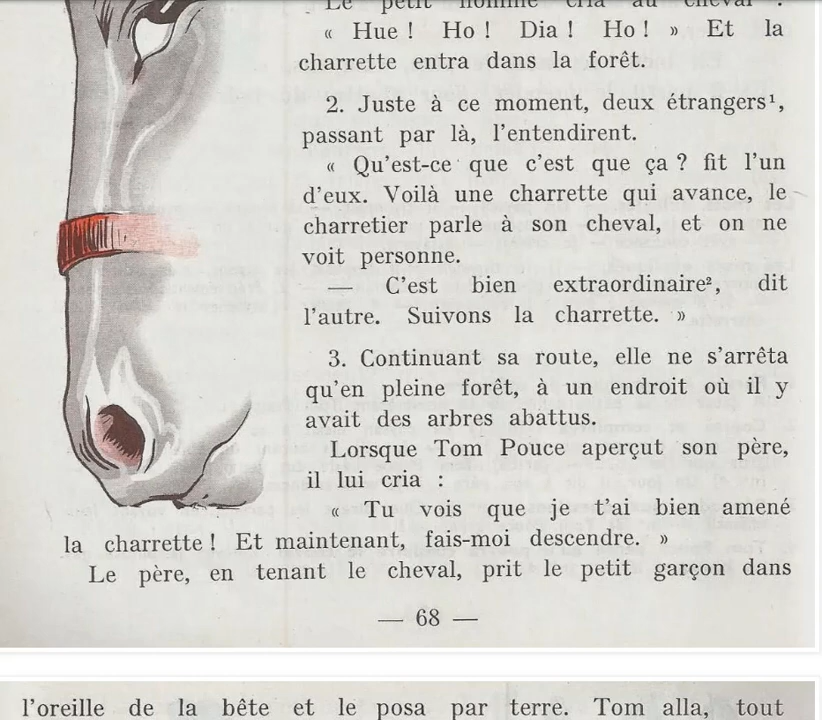 Le petit homme cria au cheval :
« Hue ! Ho ! Dia ! Ho ! » Et la
charrette entra dans la forêt.
2. Juste à ce moment, deux étrangers¹,
passant par là, l'entendirent.
« Qu'est-ce que c'est que ça ? fit l'un
d'eux. Voilà une charrette qui avance, le
charretier parle à son cheval, et on ne
voit personne.
— C'est bien extraordinaire², dit
l'autre. Suivons la charrette. »
3. Continuant sa route, elle ne s'arrêta
qu'en pleine forêt, à un endroit où il y
avait des arbres abattus.
Lorsque Tom Pouce aperçut son père,
il lui cria :
« Tu vois que je t'ai bien amené
la charrette ! Et maintenant, fais-moi descendre. »
Le père, en tenant le cheval, prit le petit garçon dans
— 68 —
l'oreille de la bête et le posa par terre. Tom alla, tout